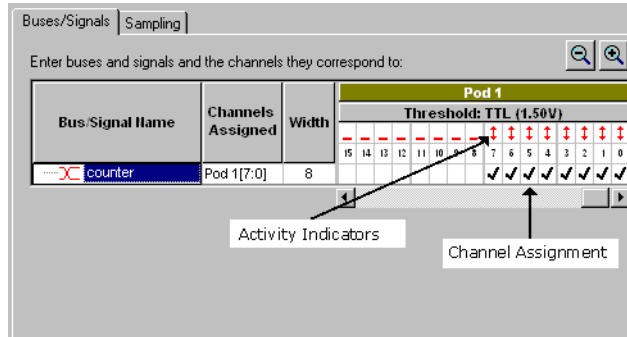 Buses/Signals Sampling
Enter buses and signals and the channels they correspond to:
Pod 1
Bus/Signal Name Channels Assigned Width Threshold: TTL (1.50V)
15 14 13 12 11 10 9 8 7 6 5 4 3 2 1 0
counter Pod 1[7:0] 8
Activity Indicators
Channel Assignment